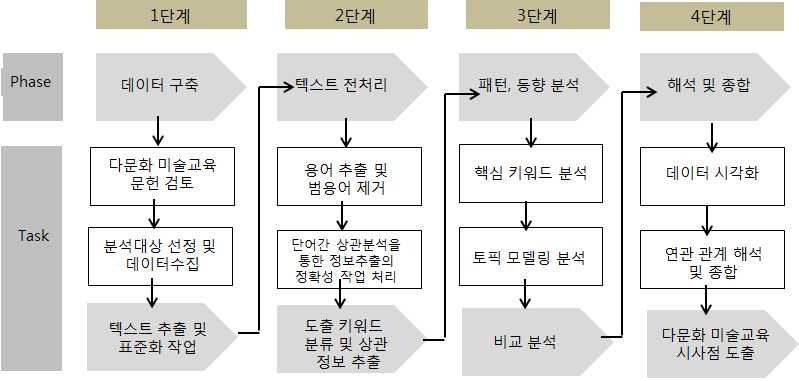 1단계
2단계
3단계
4단계
Phase
데이터 구축
텍스트 전처리
패턴, 동향 분석
해석 및 종합
Task
다문화 미술교육
문헌 검토
용어 추출 및
범용어 제거
핵심 키워드 분석
데이터 시각화
분석대상 선정 및
데이터수집
단어간 상관분석을
통한 정보추출의
정확성 작업 처리
토픽 모델링 분석
연관 관계 해석
및 종합
텍스트 추출 및
표준화 작업
도출 키워드
분류 및 상관
정보 추출
비교 분석
다문화 미술교육
시사점 도출